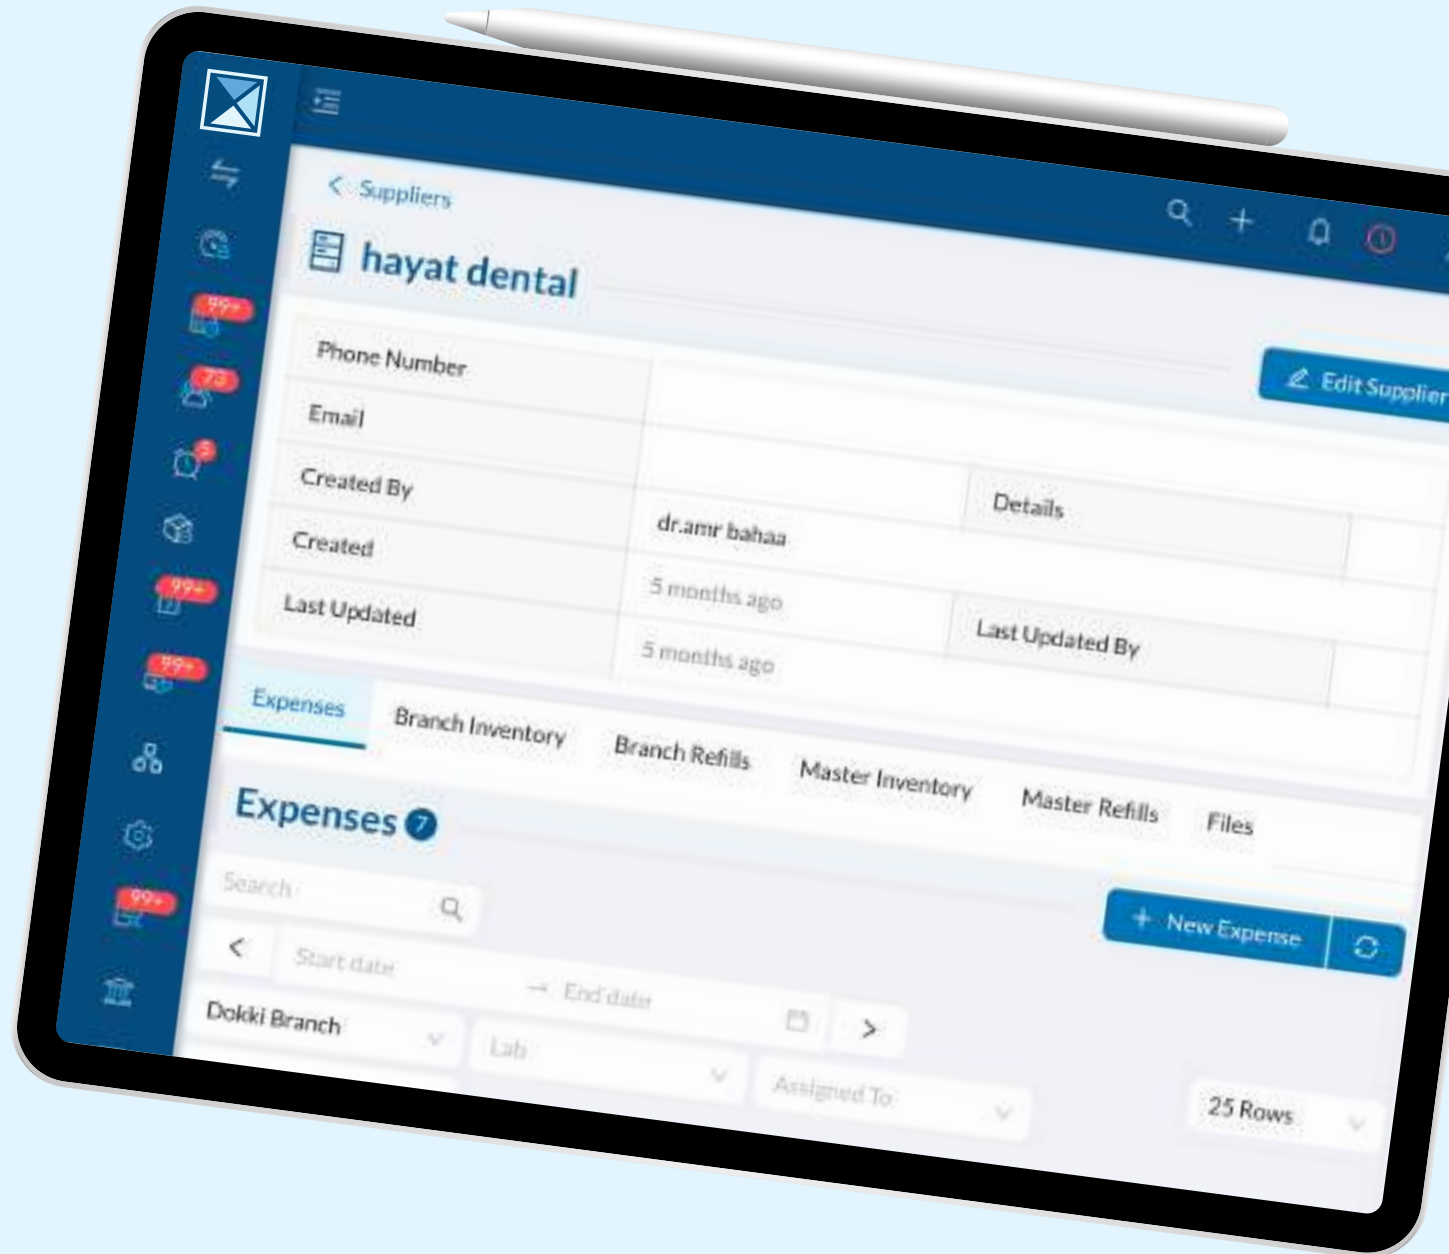 Suppliers
hayat dental
Edit Supplier
Phone Number
Email
Details
Created By
dr.amr bahaa
Created
5 months ago
Last Updated By
Last Updated
5 months ago
Expenses
Branch Inventory
Branch Refills
Master Inventory
Master Refills
Files
Expenses 7
New Expense
Search
Start date → End date
Dokki Branch
Lab
Assigned To
25 Rows
99+
73
5
99+
99+
99+